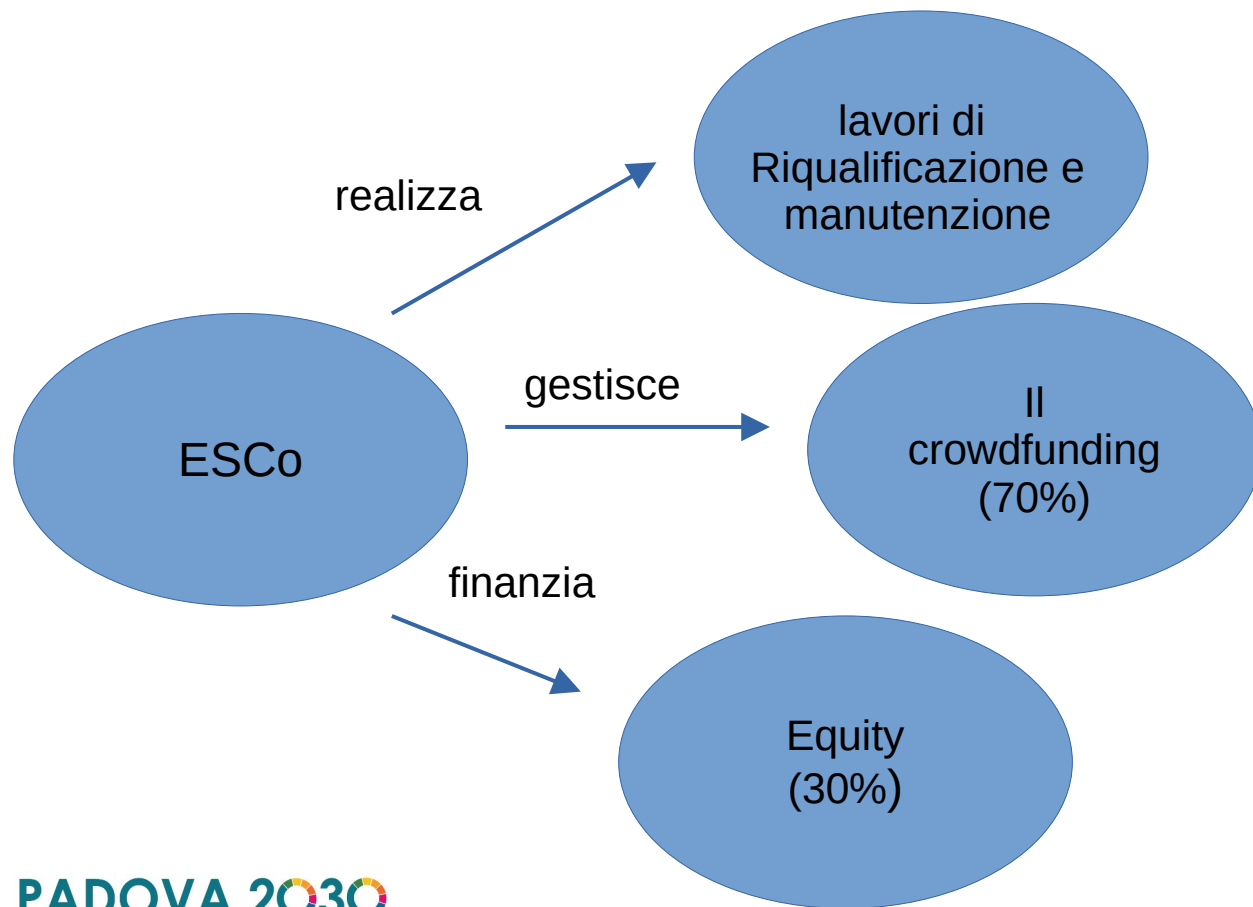 lavori di
Riqualificazione e
manutenzione
realizza
gestisce
Il
crowdfunding
(70%)
ESCo
finanzia
Equity
(30%)
PADOVA 2030